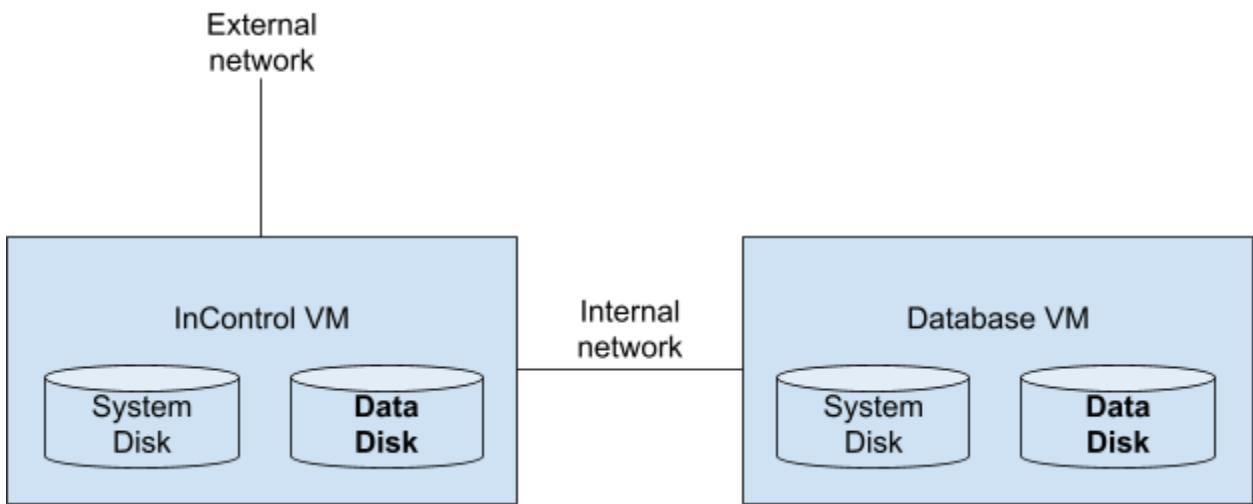 External
network
InControl VM
Internal
network
Database VM
System
Disk
Data
Disk
System
Disk
Data
Disk